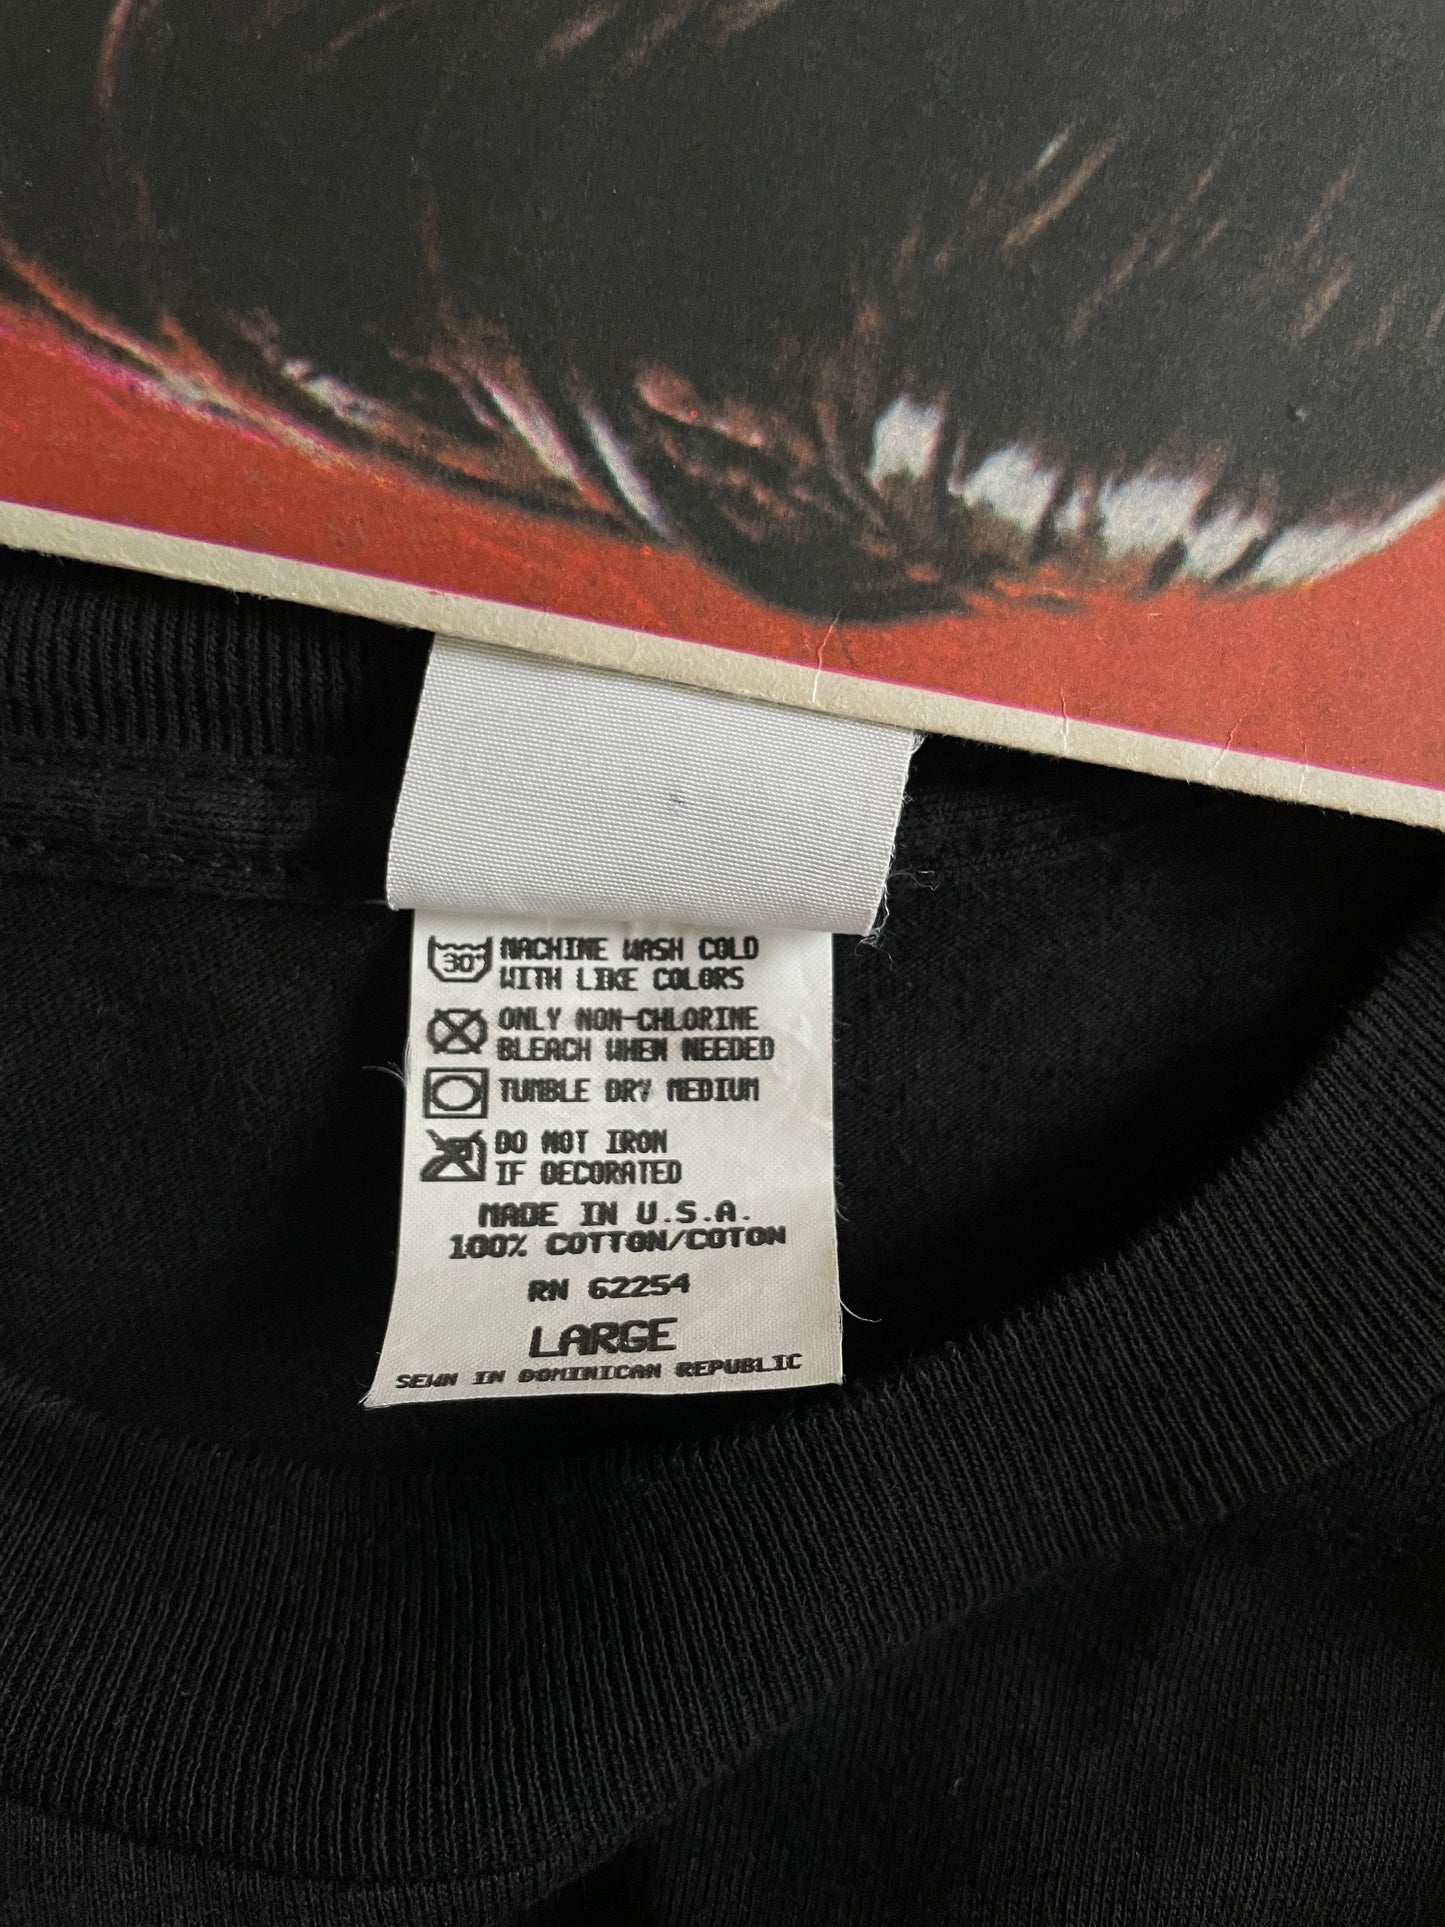 30°
MACHINE WASH COLD
WITH LIKE COLORS
ONLY NON-CHLORINE
BLEACH WHEN NEEDED
TUMBLE DRY MEDIUM
DO NOT IRON
IF DECORATED
MADE IN U.S.A.
100% COTTON/COTON
RN 62254
LARGE
SEWN IN DOMINICAN REPUBLIC